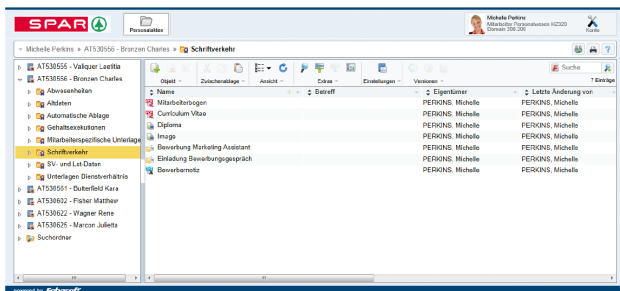 SPAR
Personalakten
Michelle Perkins
Mitarbeiter Personalwesen HZ320
Domain 200.200
Konto
Michelle Perkins » AT530556 - Bronzen Charles » Schriftverkehr
AT530555 - Valiquer Laetitia
AT530556 - Bronzen Charles
Abwesenheiten
Altdaten
Automatische Ablage
Gehaltsexekutionen
Mitarbeiterspezifische Unterlage
Schriftverkehr
SV- und Lst-Daten
Unterlagen Dienstverhältnis
AT530561 - Butterfield Kara
AT530602 - Fisher Matthew
AT530622 - Wagner Rene
AT530625 - Marcon Julietta
Suchordner
Objekt
Zwischenablage
Ansicht
Extras
Einstellungen
Versionen
Suche
7 Einträge
Name
Betreff
Eigentümer
Letzte Änderung von
Mitarbeiterbogen PERKINS, Michelle PERKINS, Michelle
Curriculum Vitae PERKINS, Michelle PERKINS, Michelle
Diploma PERKINS, Michelle PERKINS, Michelle
Image PERKINS, Michelle PERKINS, Michelle
Bewerbung Marketing Assistant PERKINS, Michelle PERKINS, Michelle
Einladung Bewerbungsgespräch PERKINS, Michelle PERKINS, Michelle
Bewerbernotiz PERKINS, Michelle PERKINS, Michelle
powered by Fabasoft